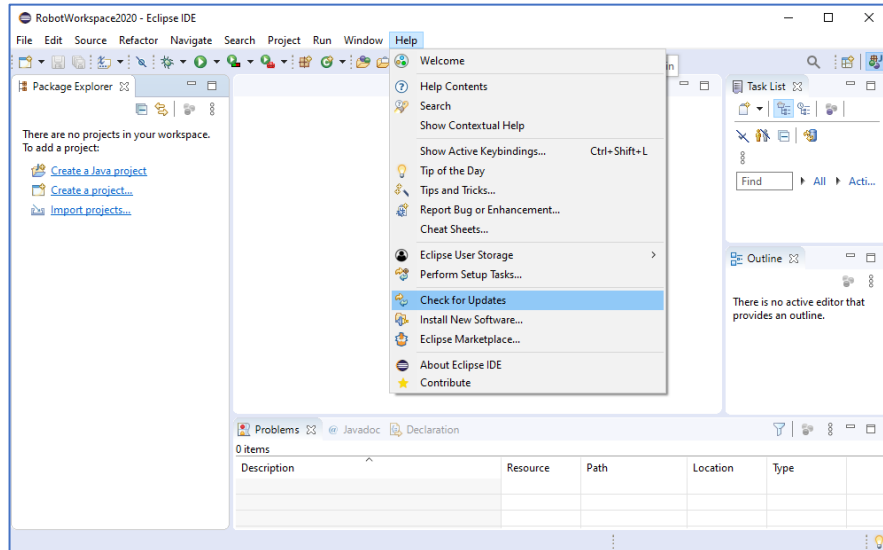 RobotWorkspace2020 - Eclipse IDE
File Edit Source Refactor Navigate Search Project Run Window Help
Package Explorer
There are no projects in your workspace.
To add a project:
Create a Java project
Create a project...
Import projects...
Welcome
Help Contents
Search
Show Contextual Help
Show Active Keybindings... Ctrl+Shift+L
Tip of the Day
Tips and Tricks...
Report Bug or Enhancement...
Cheat Sheets...
Eclipse User Storage
Perform Setup Tasks...
Check for Updates
Install New Software...
Eclipse Marketplace...
About Eclipse IDE
Contribute
Task List
Find All Acti...
Outline
There is no active editor that
provides an outline.
Problems Javadoc Declaration
0 items
Description Resource Path Location Type